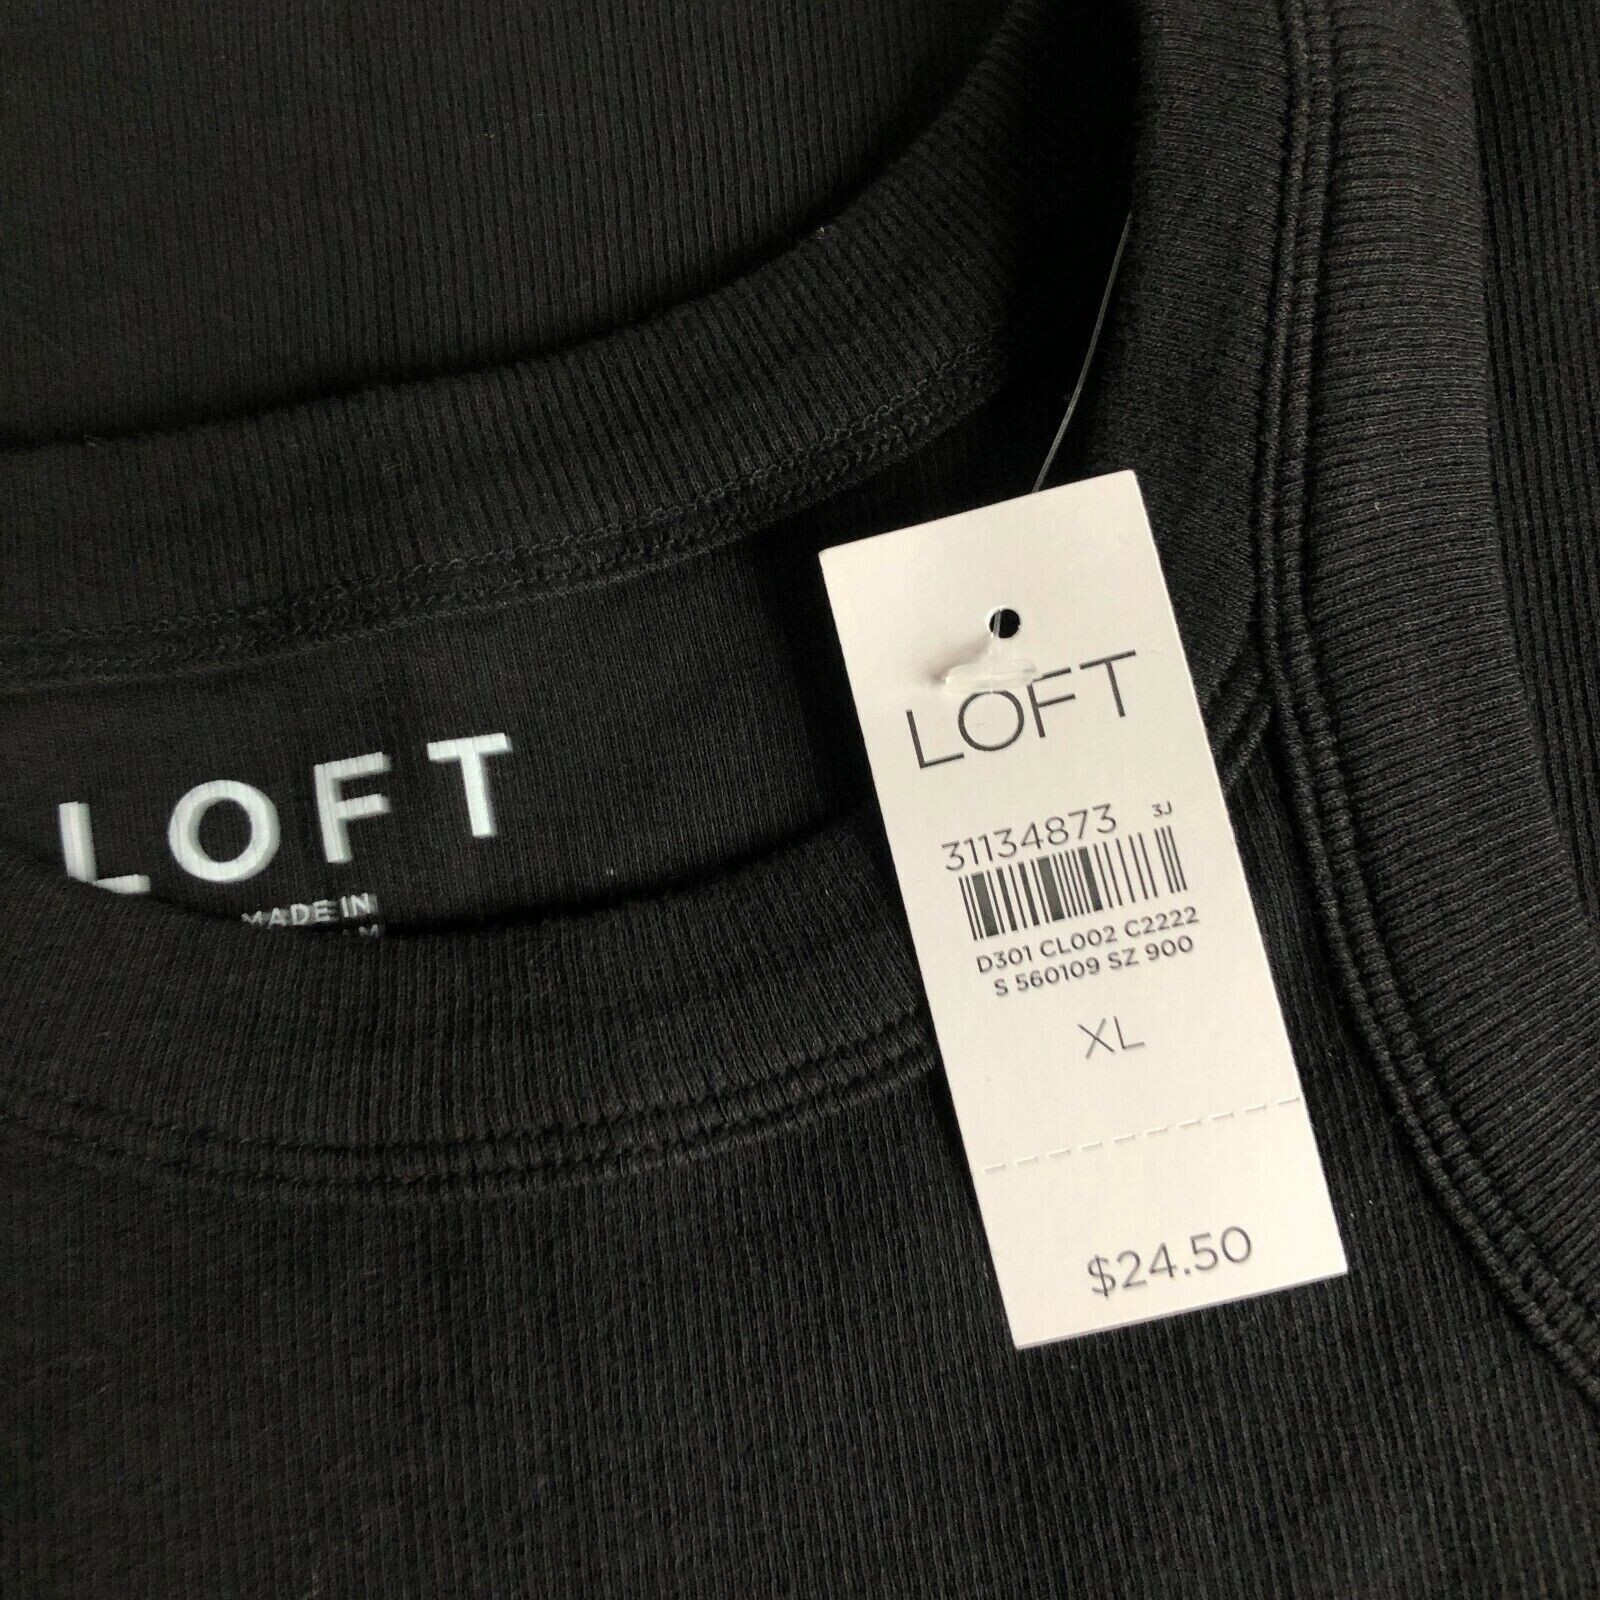 LOFT
MADE IN
LOFT
31134873 3J
D301 CL002 C2222
S 560109 SZ 900
XL
$24.50